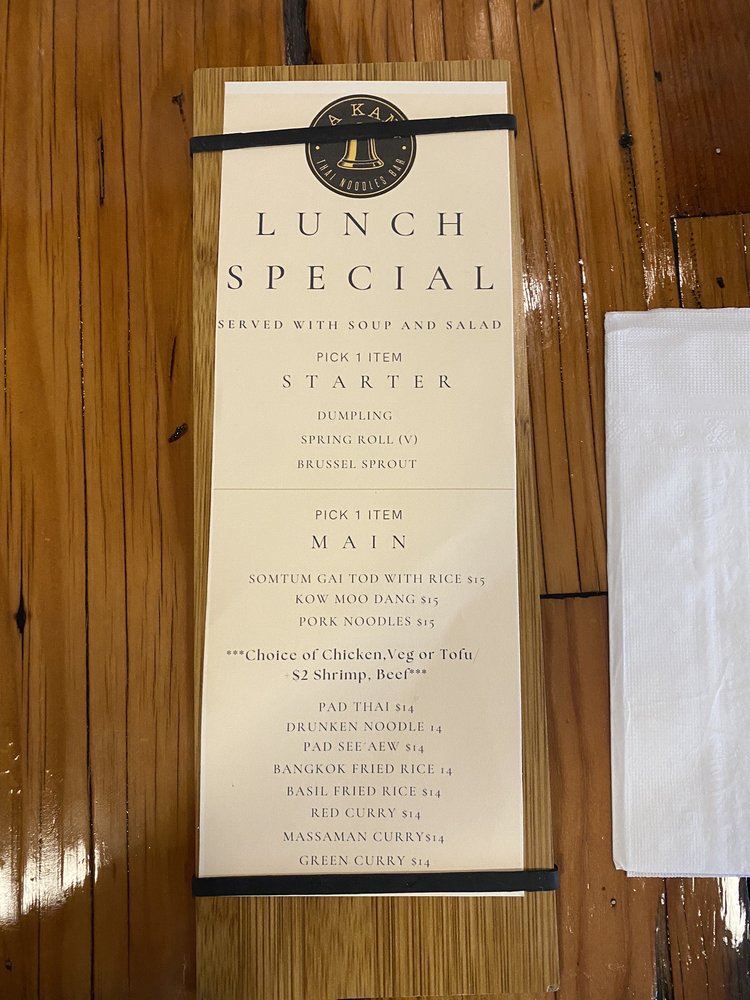 THAI NOODLES BAR
LUNCH
SPECIAL
SERVED WITH SOUP AND SALAD
PICK 1 ITEM
STARTER
DUMPLING
SPRING ROLL (V)
BRUSSEL SPROUT
PICK 1 ITEM
MAIN
SOMTUM GAI TOD WITH RICE $15
KOW MOO DANG $15
PORK NOODLES $15
***Choice of Chicken,Veg or Tofu/
+$2 Shrimp, Beef***
PAD THAI $14
DRUNKEN NOODLE 14
PAD SEE'AEW $14
BANGKOK FRIED RICE 14
BASIL FRIED RICE $14
RED CURRY $14
MASSAMAN CURRY$14
GREEN CURRY $14